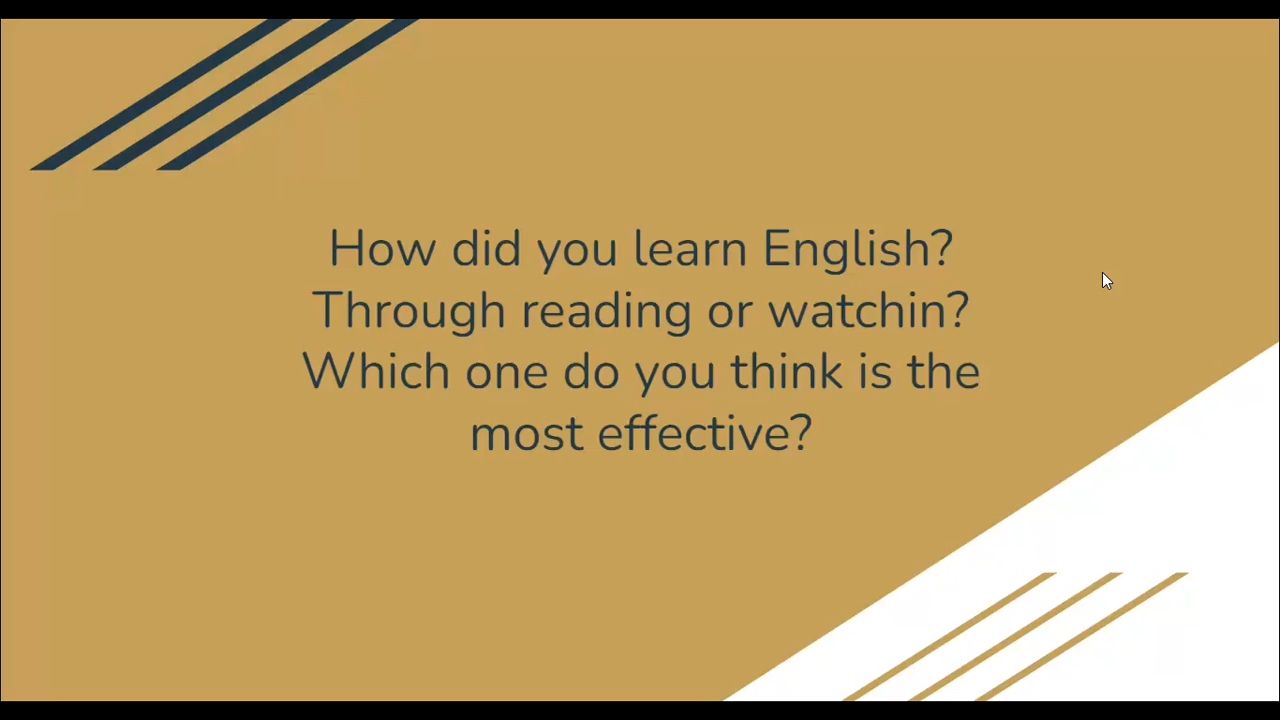 How did you learn English?
Through reading or watchin?
Which one do you think is the
most effective?